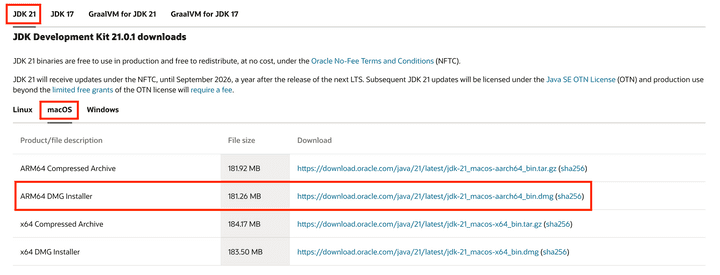 JDK 21 JDK 17 GraalVM for JDK 21 GraalVM for JDK 17
JDK Development Kit 21.0.1 downloads
JDK 21 binaries are free to use in production and free to redistribute, at no cost, under the Oracle No-Fee Terms and Conditions (NFTC).
JDK 21 will receive updates under the NFTC, until September 2026, a year after the release of the next LTS. Subsequent JDK 21 updates will be licensed under the Java SE OTN License (OTN) and production use
beyond the limited free grants of the OTN license will require a fee.
Linux macOS Windows
Product/file description File size Download
ARM64 Compressed Archive 181.92 MB https://download.oracle.com/java/21/latest/jdk-21_macos-aarch64_bin.tar.gz (sha256)
ARM64 DMG Installer 181.26 MB https://download.oracle.com/java/21/latest/jdk-21_macos-aarch64_bin.dmg (sha256)
x64 Compressed Archive 184.17 MB https://download.oracle.com/java/21/latest/jdk-21_macos-x64_bin.tar.gz (sha256)
x64 DMG Installer 183.50 MB https://download.oracle.com/java/21/latest/jdk-21_macos-x64_bin.dmg (sha256)